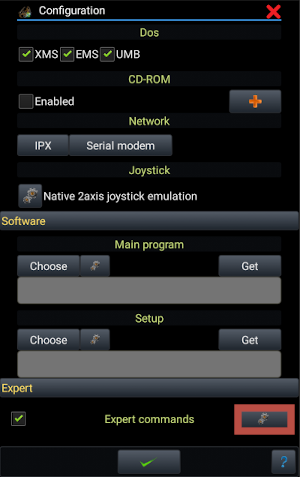 Configuration
Dos
XMS EMS UMB
CD-ROM
Enabled
Network
IPX Serial modem
Joystick
Native 2axis joystick emulation
Software
Main program
Choose Get
Setup
Choose Get
Expert
Expert commands
?